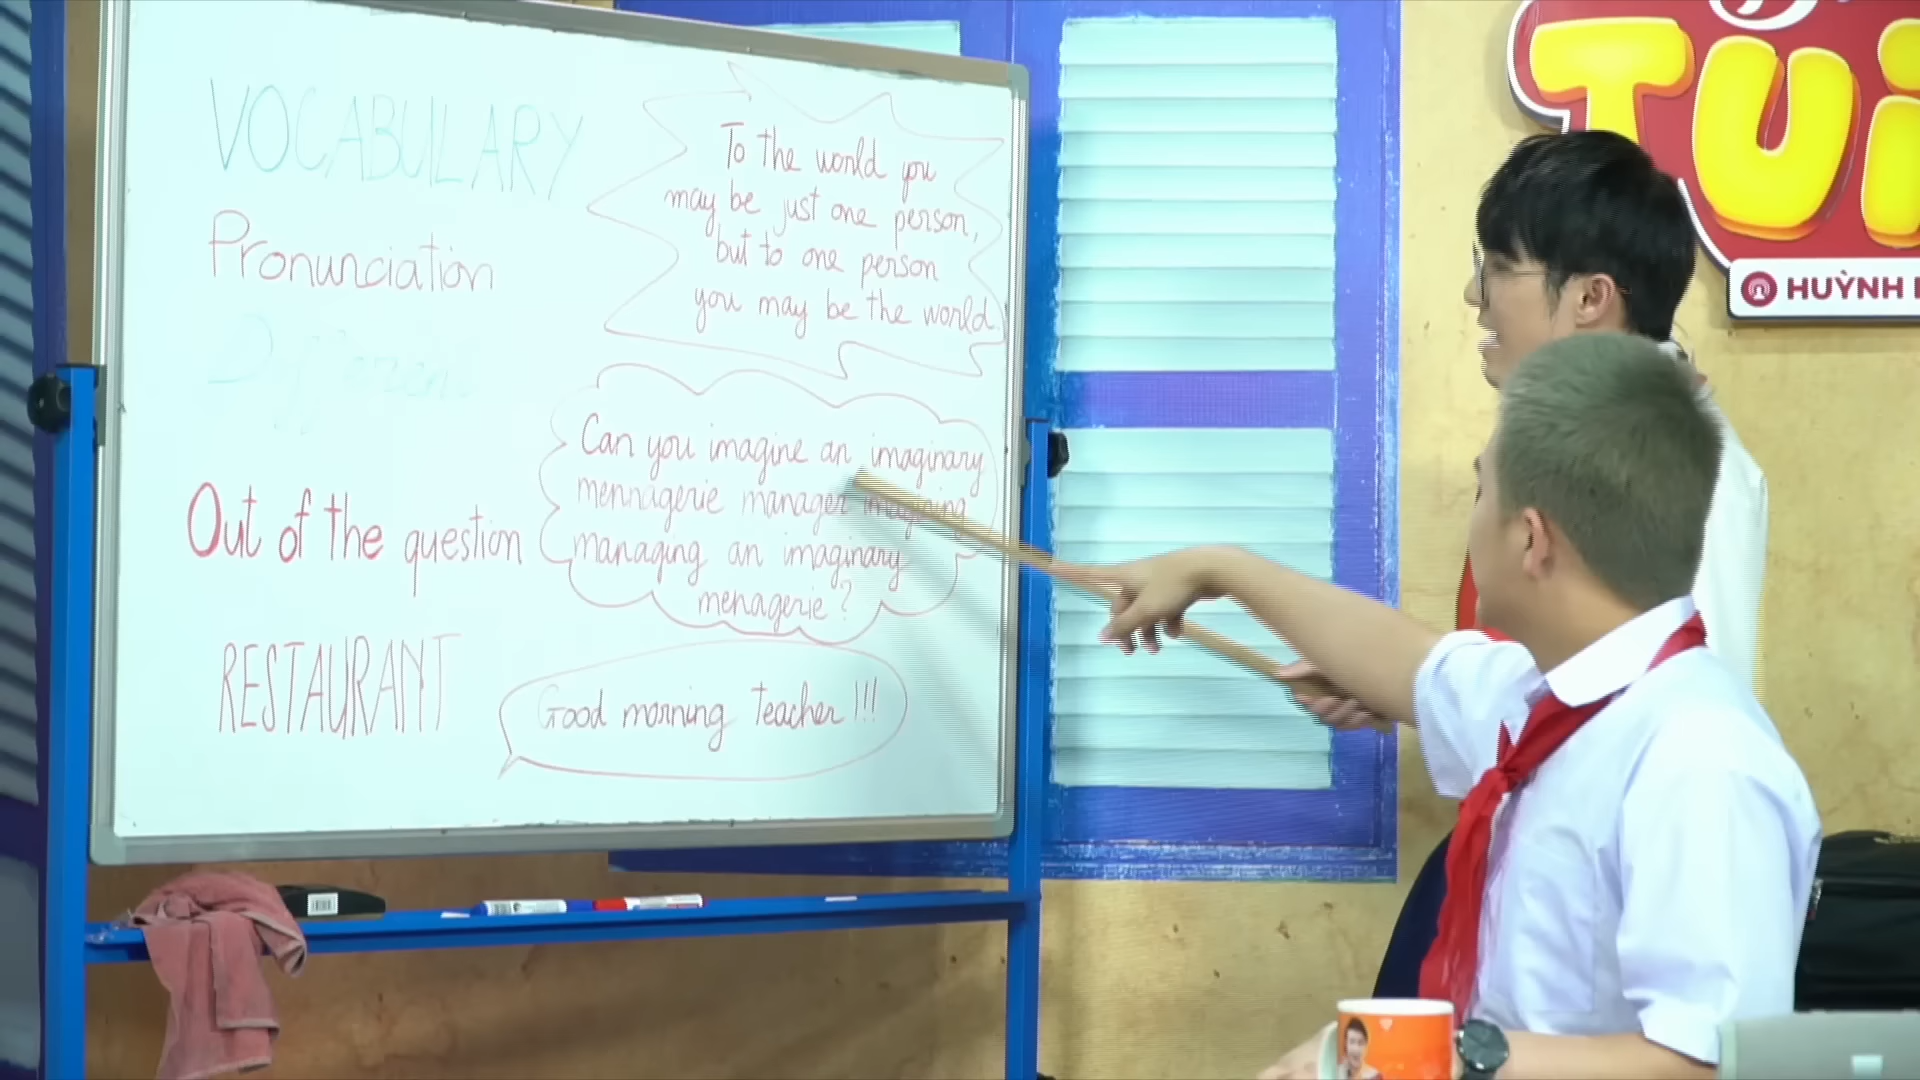 VOCABULARY
Pronunciation
Out of the question
RESTAURANT
To the world you
may be just one person,
but to one person
you may be the world.
Can you imagine an imaginary
mennagerie manager imagining
managing an imaginary
menagerie?
Good morning teacher!!!
TUi
HUỲNH